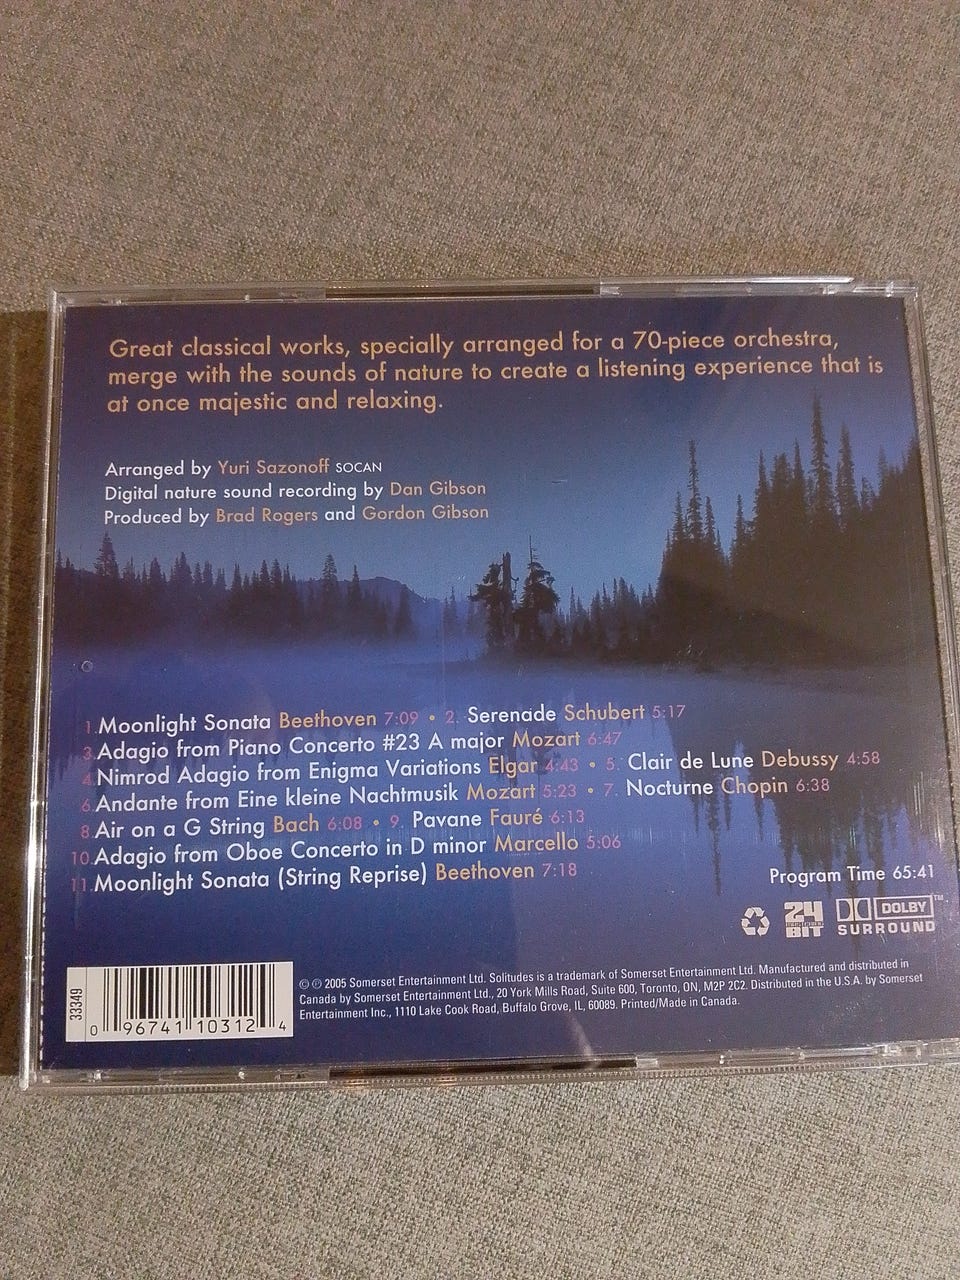 Great classical works, specially arranged for a 70-piece orchestra,
merge with the sounds of nature to create a listening experience that is
at once majestic and relaxing.
Arranged by Yuri Sazonoff SOCAN
Digital nature sound recording by Dan Gibson
Produced by Brad Rogers and Gordon Gibson
1. Moonlight Sonata Beethoven 7:09 • 2. Serenade Schubert 5:17
3. Adagio from Piano Concerto #23 A major Mozart 6:47
4. Nimrod Adagio from Enigma Variations Elgar 4:43 • 5. Clair de Lune Debussy 4:58
6. Andante from Eine kleine Nachtmusik Mozart 5:23 • 7. Nocturne Chopin 6:38
8. Air on a G String Bach 6:08 • 9. Pavane Fauré 6:13
10. Adagio from Oboe Concerto in D minor Marcello 5:06
11. Moonlight Sonata (String Reprise) Beethoven 7:18
Program Time 65:41
24 BIT
DOLBY™
SURROUND
33349
0 96741 10312 4
© ℗ 2005 Somerset Entertainment Ltd. Solitudes is a trademark of Somerset Entertainment Ltd. Manufactured and distributed in
Canada by Somerset Entertainment Ltd., 20 York Mills Road, Suite 600, Toronto, ON, M2P 2C2. Distributed in the U.S.A. by Somerset
Entertainment Inc., 1110 Lake Cook Road, Buffalo Grove, IL, 60089. Printed/Made in Canada.